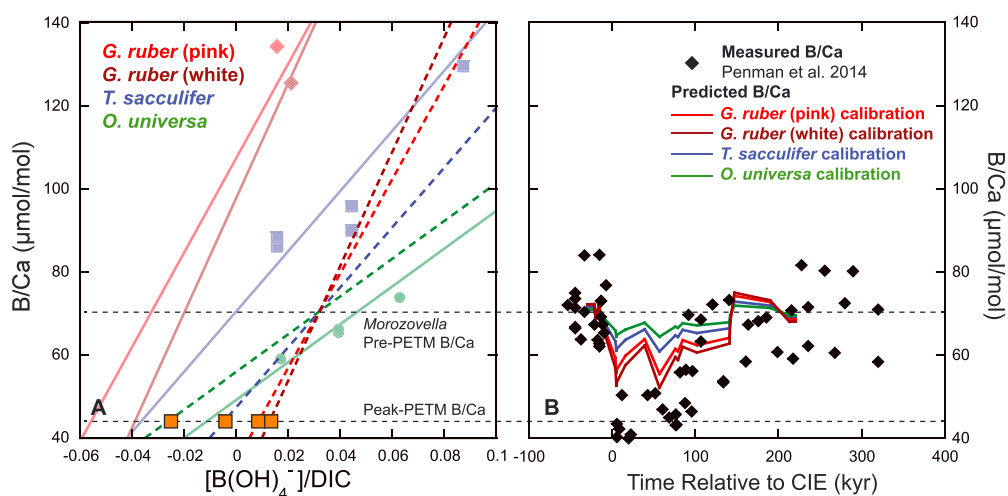 140
120
100
80
60
40
B/Ca (μmol/mol)
G. ruber (pink)
G. ruber (white)
T. sacculifer
O. universa
Morozovella
Pre-PETM B/Ca
Peak-PETM B/Ca
A
-0.06 -0.04 -0.02 0 0.02 0.04 0.06 0.08 0.1
[B(OH)4-]/DIC
B
Measured B/Ca
Penman et al. 2014
Predicted B/Ca
G. ruber (pink) calibration
G. ruber (white) calibration
T. sacculifer calibration
O. universa calibration
140
120
100
80
60
40
B/Ca (μmol/mol)
-100 0 100 200 300 400
Time Relative to CIE (kyr)